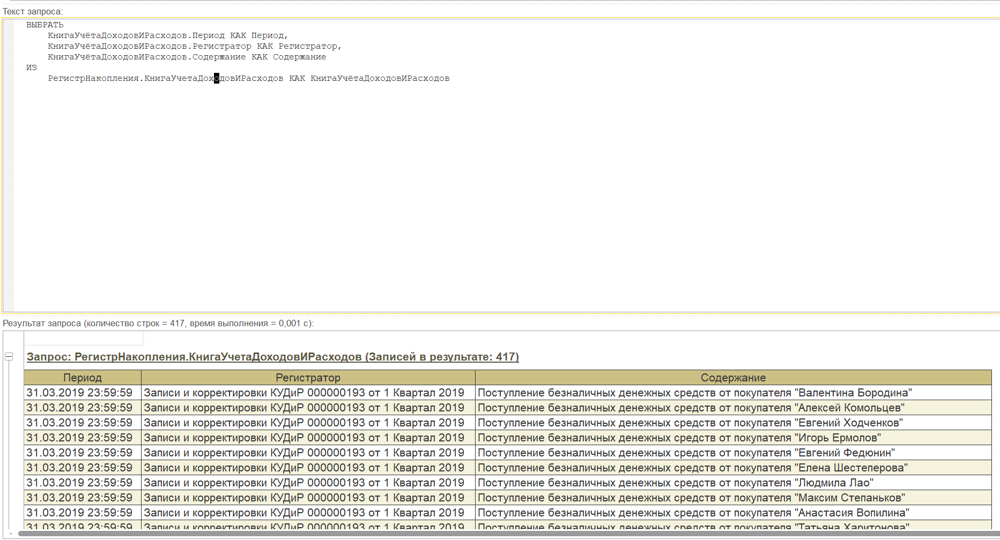 Текст запроса:
ВЫБРАТЬ
КнигаУчётаДоходовИРасходов.Период КАК Период,
КнигаУчётаДоходовИРасходов.Регистратор КАК Регистратор,
КнигаУчётаДоходовИРасходов.Содержание КАК Содержание
ИЗ
РегистрНакопления.КнигаУчетаДоходовИРасходов КАК КнигаУчётаДоходовИРасходов
Результат запроса (количество строк = 417, время выполнения = 0,001 с):
Запрос: РегистрНакопления.КнигаУчетаДоходовИРасходов (Записей в результате: 417)
Период Регистратор Содержание
31.03.2019 23:59:59 Записи и корректировки КУДиР 000000193 от 1 Квартал 2019 Поступление безналичных денежных средств от покупателя "Валентина Бородина"
31.03.2019 23:59:59 Записи и корректировки КУДиР 000000193 от 1 Квартал 2019 Поступление безналичных денежных средств от покупателя "Алексей Комольцев"
31.03.2019 23:59:59 Записи и корректировки КУДиР 000000193 от 1 Квартал 2019 Поступление безналичных денежных средств от покупателя "Евгений Ходченков"
31.03.2019 23:59:59 Записи и корректировки КУДиР 000000193 от 1 Квартал 2019 Поступление безналичных денежных средств от покупателя "Игорь Ермолов"
31.03.2019 23:59:59 Записи и корректировки КУДиР 000000193 от 1 Квартал 2019 Поступление безналичных денежных средств от покупателя "Евгений Федюнин"
31.03.2019 23:59:59 Записи и корректировки КУДиР 000000193 от 1 Квартал 2019 Поступление безналичных денежных средств от покупателя "Елена Шестеперова"
31.03.2019 23:59:59 Записи и корректировки КУДиР 000000193 от 1 Квартал 2019 Поступление безналичных денежных средств от покупателя "Людмила Лао"
31.03.2019 23:59:59 Записи и корректировки КУДиР 000000193 от 1 Квартал 2019 Поступление безналичных денежных средств от покупателя "Максим Степаньков"
31.03.2019 23:59:59 Записи и корректировки КУДиР 000000193 от 1 Квартал 2019 Поступление безналичных денежных средств от покупателя "Анастасия Вопилина"
31.03.2019 23:59:59 Записи и корректировки КУДиР 000000193 от 1 Квартал 2019 Поступление безналичных денежных средств от покупателя "Татьяна Харитонова"